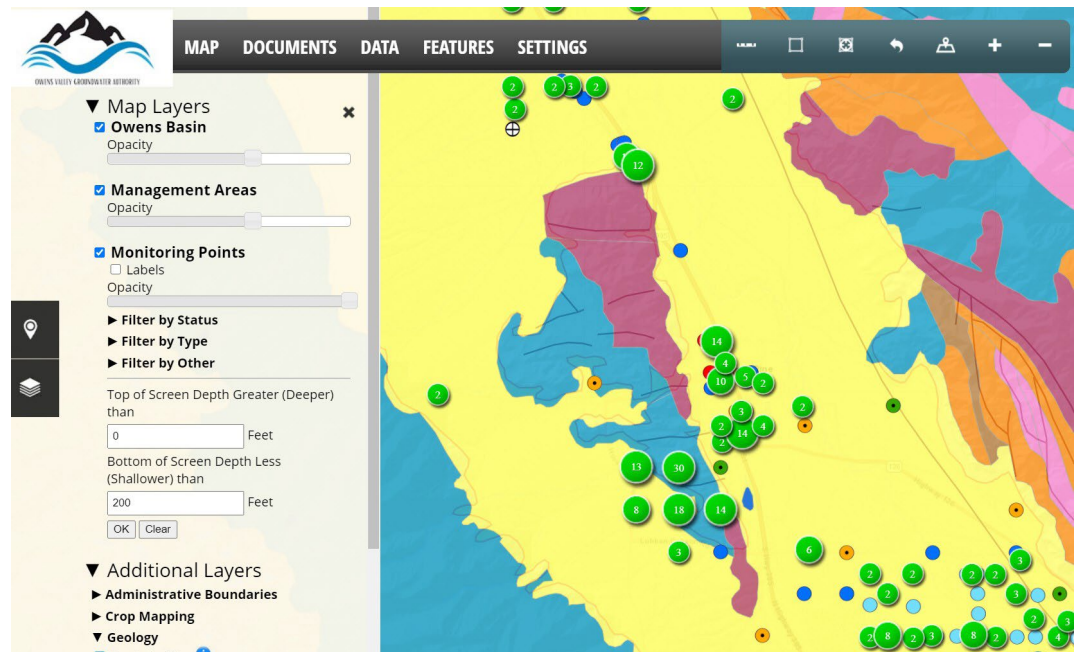 OWENS VALLEY GROUNDWATER AUTHORITY
MAP DOCUMENTS DATA FEATURES SETTINGS
▼ Map Layers
Owens Basin
Opacity
Management Areas
Opacity
Monitoring Points
Labels
Opacity
▶ Filter by Status
▶ Filter by Type
▶ Filter by Other
Top of Screen Depth Greater (Deeper)
than
0 Feet
Bottom of Screen Depth Less
(Shallower) than
200 Feet
OK Clear
▼ Additional Layers
▶ Administrative Boundaries
▶ Crop Mapping
▼ Geology
2 2 3 2
2 2
12
14
4
10 5 2
2 3 2
2 14 4
2
13 30
8 18 14
3 6
3
2 2 2 2
2 3
2 3
2 8 2 3 8 2 4